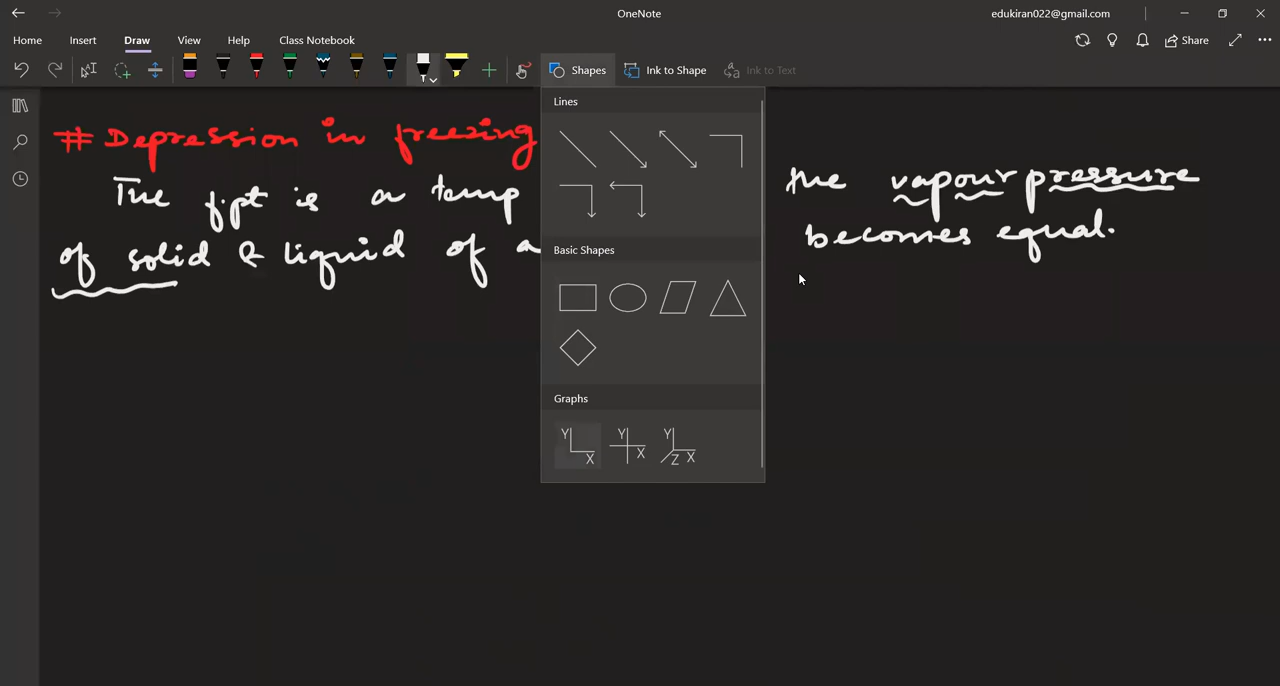 OneNote
edukiran022@gmail.com
Home Insert Draw View Help Class Notebook
Share
Shapes Ink to Shape Ink to Text
Lines
Basic Shapes
Graphs
Y X Y X Y Z X
# Depression in freezing
The f.pt is a temp the vapour pressure
of solid & liquid of a becomes equal.